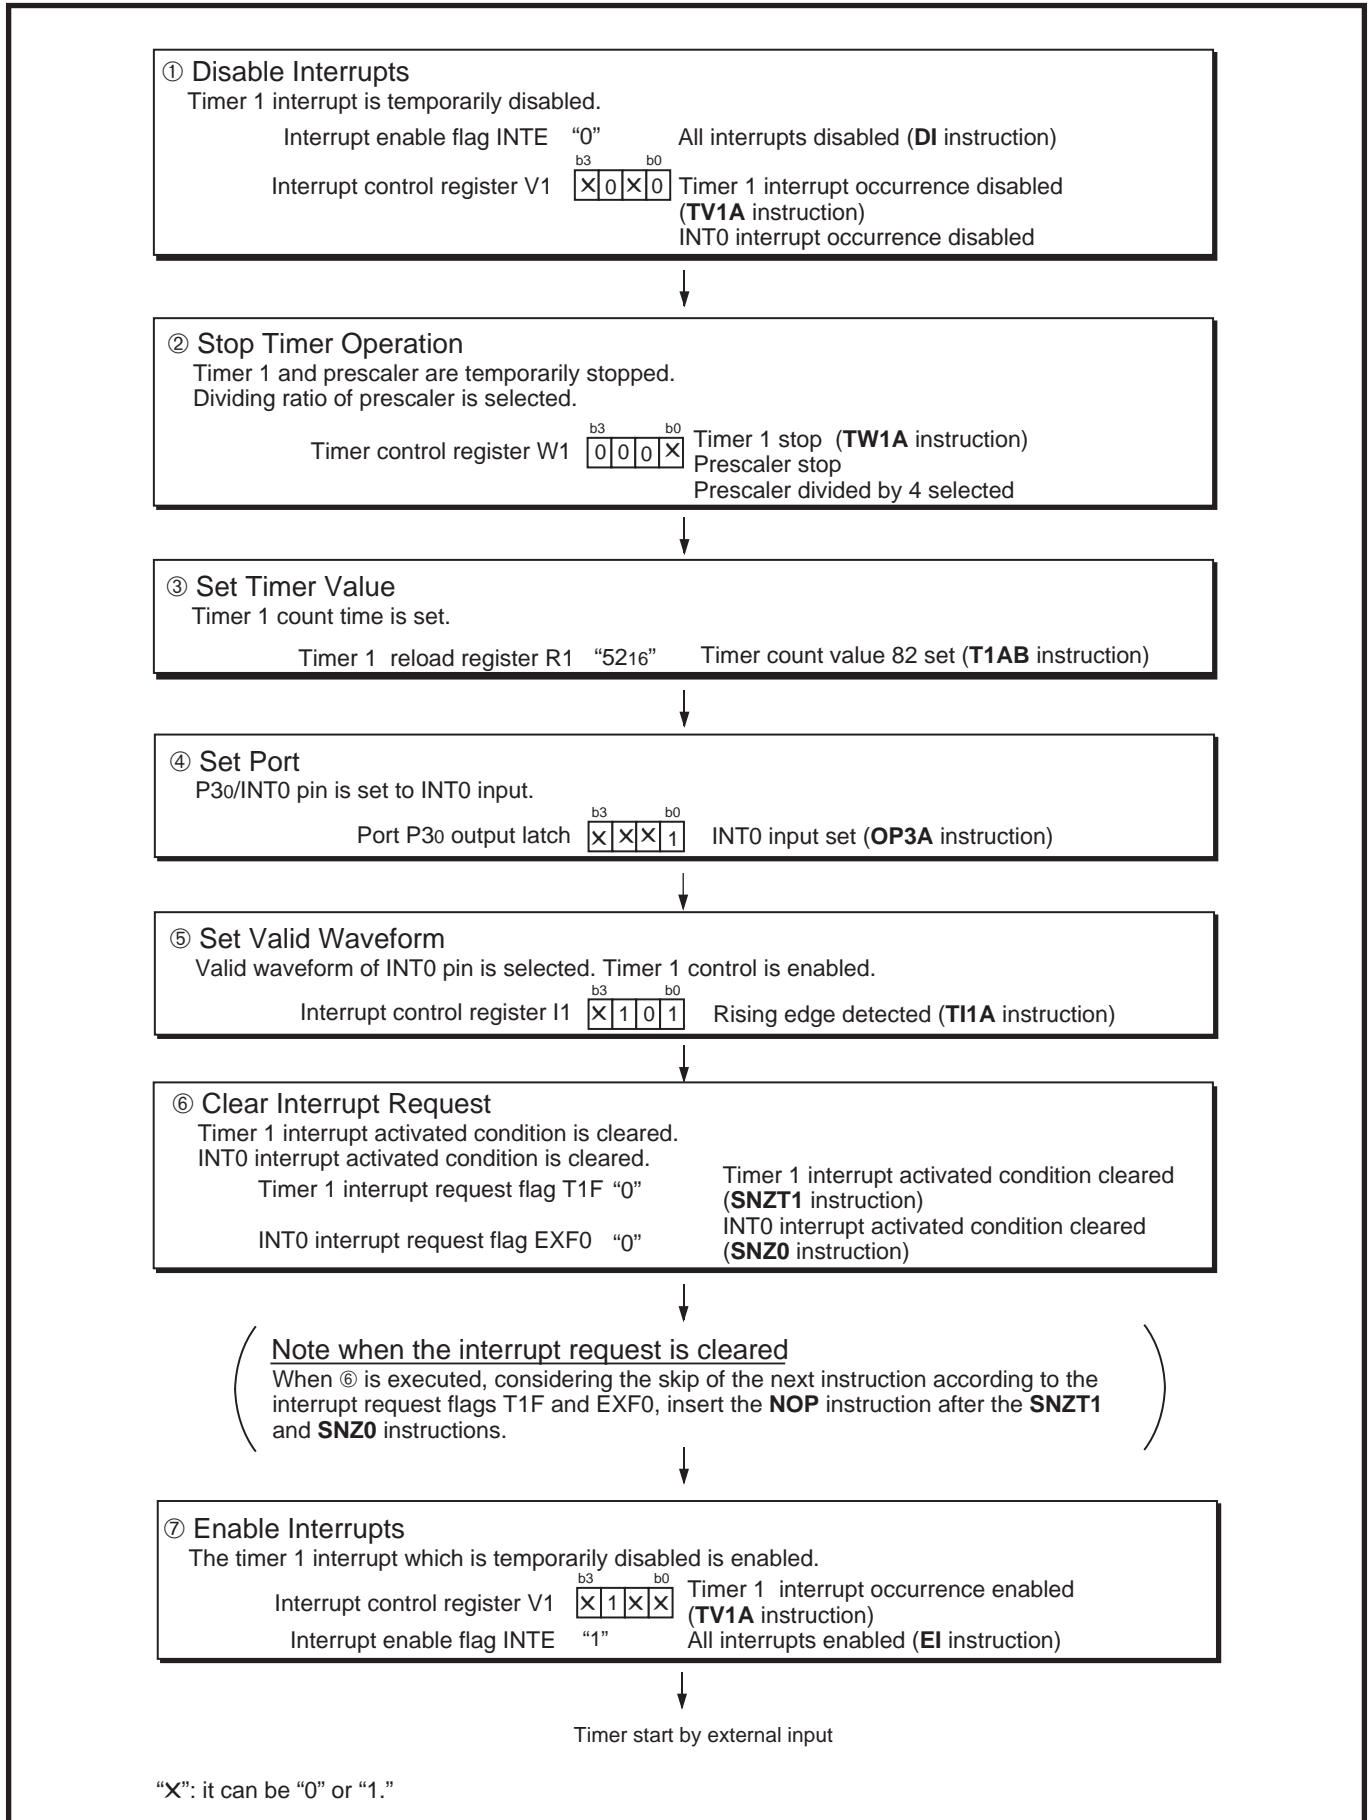 ① Disable Interrupts
Timer 1 interrupt is temporarily disabled.
Interrupt enable flag INTE “0” All interrupts disabled (DI instruction)
b3 b0
Interrupt control register V1 X 0 X 0 Timer 1 interrupt occurrence disabled
(TV1A instruction)
INT0 interrupt occurrence disabled
② Stop Timer Operation
Timer 1 and prescaler are temporarily stopped.
Dividing ratio of prescaler is selected.
b3 b0
Timer control register W1 0 0 0 X Timer 1 stop (TW1A instruction)
Prescaler stop
Prescaler divided by 4 selected
③ Set Timer Value
Timer 1 count time is set.
Timer 1 reload register R1 “5216” Timer count value 82 set (T1AB instruction)
④ Set Port
P30/INT0 pin is set to INT0 input.
b3 b0
Port P30 output latch X X X 1 INT0 input set (OP3A instruction)
⑤ Set Valid Waveform
Valid waveform of INT0 pin is selected. Timer 1 control is enabled.
b3 b0
Interrupt control register I1 X 1 0 1 Rising edge detected (TI1A instruction)
⑥ Clear Interrupt Request
Timer 1 interrupt activated condition is cleared.
INT0 interrupt activated condition is cleared.
Timer 1 interrupt request flag T1F “0” Timer 1 interrupt activated condition cleared
(SNZT1 instruction)
INT0 interrupt request flag EXF0 “0” INT0 interrupt activated condition cleared
(SNZ0 instruction)
Note when the interrupt request is cleared
When ⑥ is executed, considering the skip of the next instruction according to the
interrupt request flags T1F and EXF0, insert the NOP instruction after the SNZT1
and SNZ0 instructions.
⑦ Enable Interrupts
The timer 1 interrupt which is temporarily disabled is enabled.
b3 b0
Interrupt control register V1 X 1 X X Timer 1 interrupt occurrence enabled
(TV1A instruction)
Interrupt enable flag INTE “1” All interrupts enabled (EI instruction)
Timer start by external input
“X”: it can be “0” or “1.”